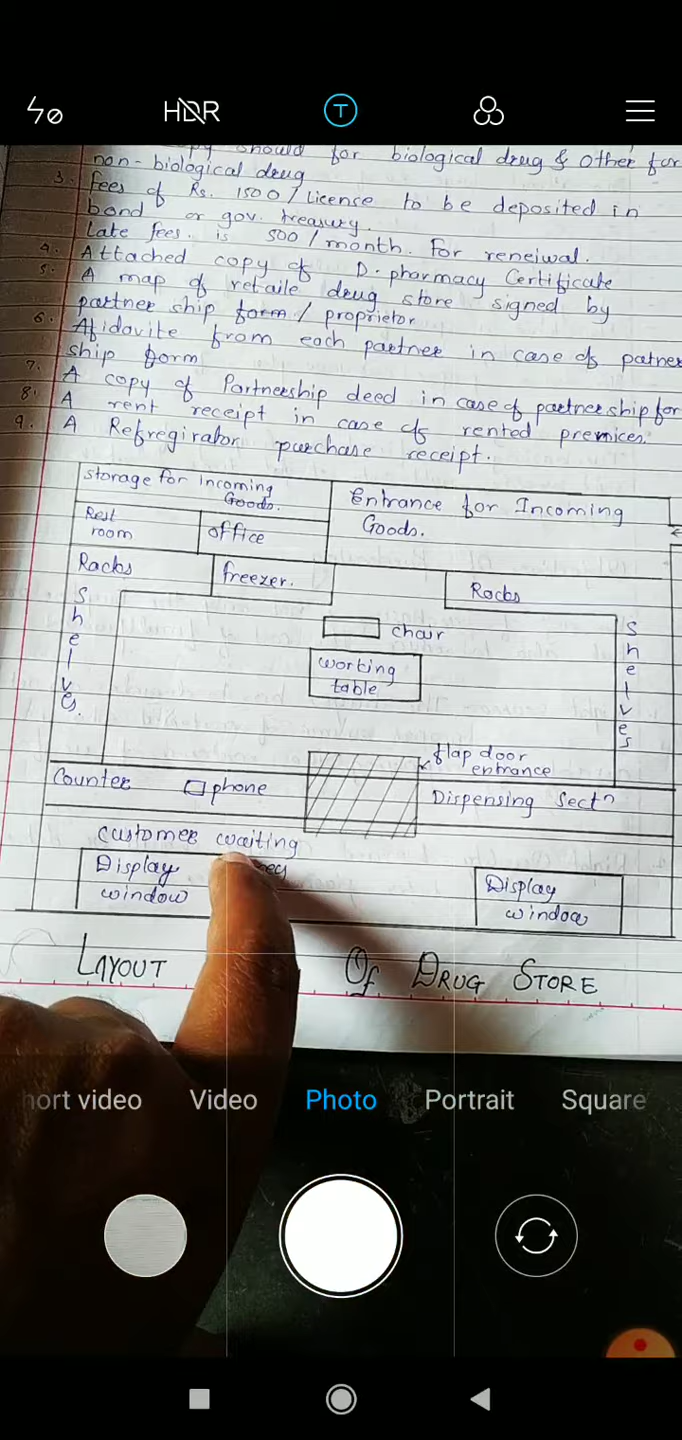 HDR
T
should for biological drug & other for
non-biological drug
3. fees of Rs. 1500/License to be deposited in
bond or gov. treasury.
Late fees. is 500/month. for reneiwal.
4. Attached copy of D. pharmacy Certificate
5. A map of retaile drug store signed by
partner ship form / proprietor
6. Afidavite from each partner in case of patner
ship form
7. A copy of Partnership deed in case of partnership for
8. A rent receipt in case of rented premices.
9. A Refregirator purchase receipt.
Storage for Incoming
Goods.
Entrance for Incoming
Goods.
Rest
room
office
Racks
freezer.
Racks
Shelves.
chair
working
table
Shelves
flap door
entrance
Counter
phone
Dispensing Sectn
Customer waiting
Display
window
Display
window
LAYOUT Of DRUG STORE
hort video
Video
Photo
Portrait
Square